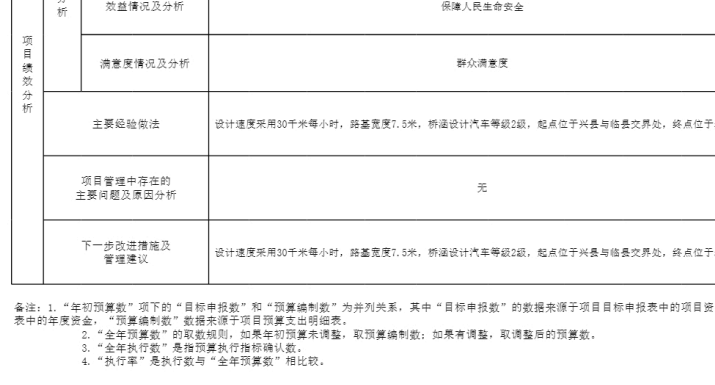 析
效益情况及分析
保障人民生命安全
项目绩效分析
满意度情况及分析
群众满意度
主要经验做法
设计速度采用30千米每小时，路基宽度7.5米，桥涵设计汽车等级2级，起点位于兴县与临县交界处，终点位于
项目管理中存在的
主要问题及原因分析
无
下一步改进措施及
管理建议
设计速度采用30千米每小时，路基宽度7.5米，桥涵设计汽车等级2级，起点位于兴县与临县交界处，终点位于
备注：1.“年初预算数”项下的“目标申报数”和“预算编制数”为并列关系，其中“目标申报数”的数据来源于项目目标申报表中的项目资
表中的年度资金，“预算编制数”数据来源于项目预算支出明细表。
2.“全年预算数”的取数规则，如果年初预算未调整，取预算编制数；如果有调整，取调整后的预算数。
3.“全年执行数”是指预算执行指标确认数。
4.“执行率”是执行数与“全年预算数”相比较。